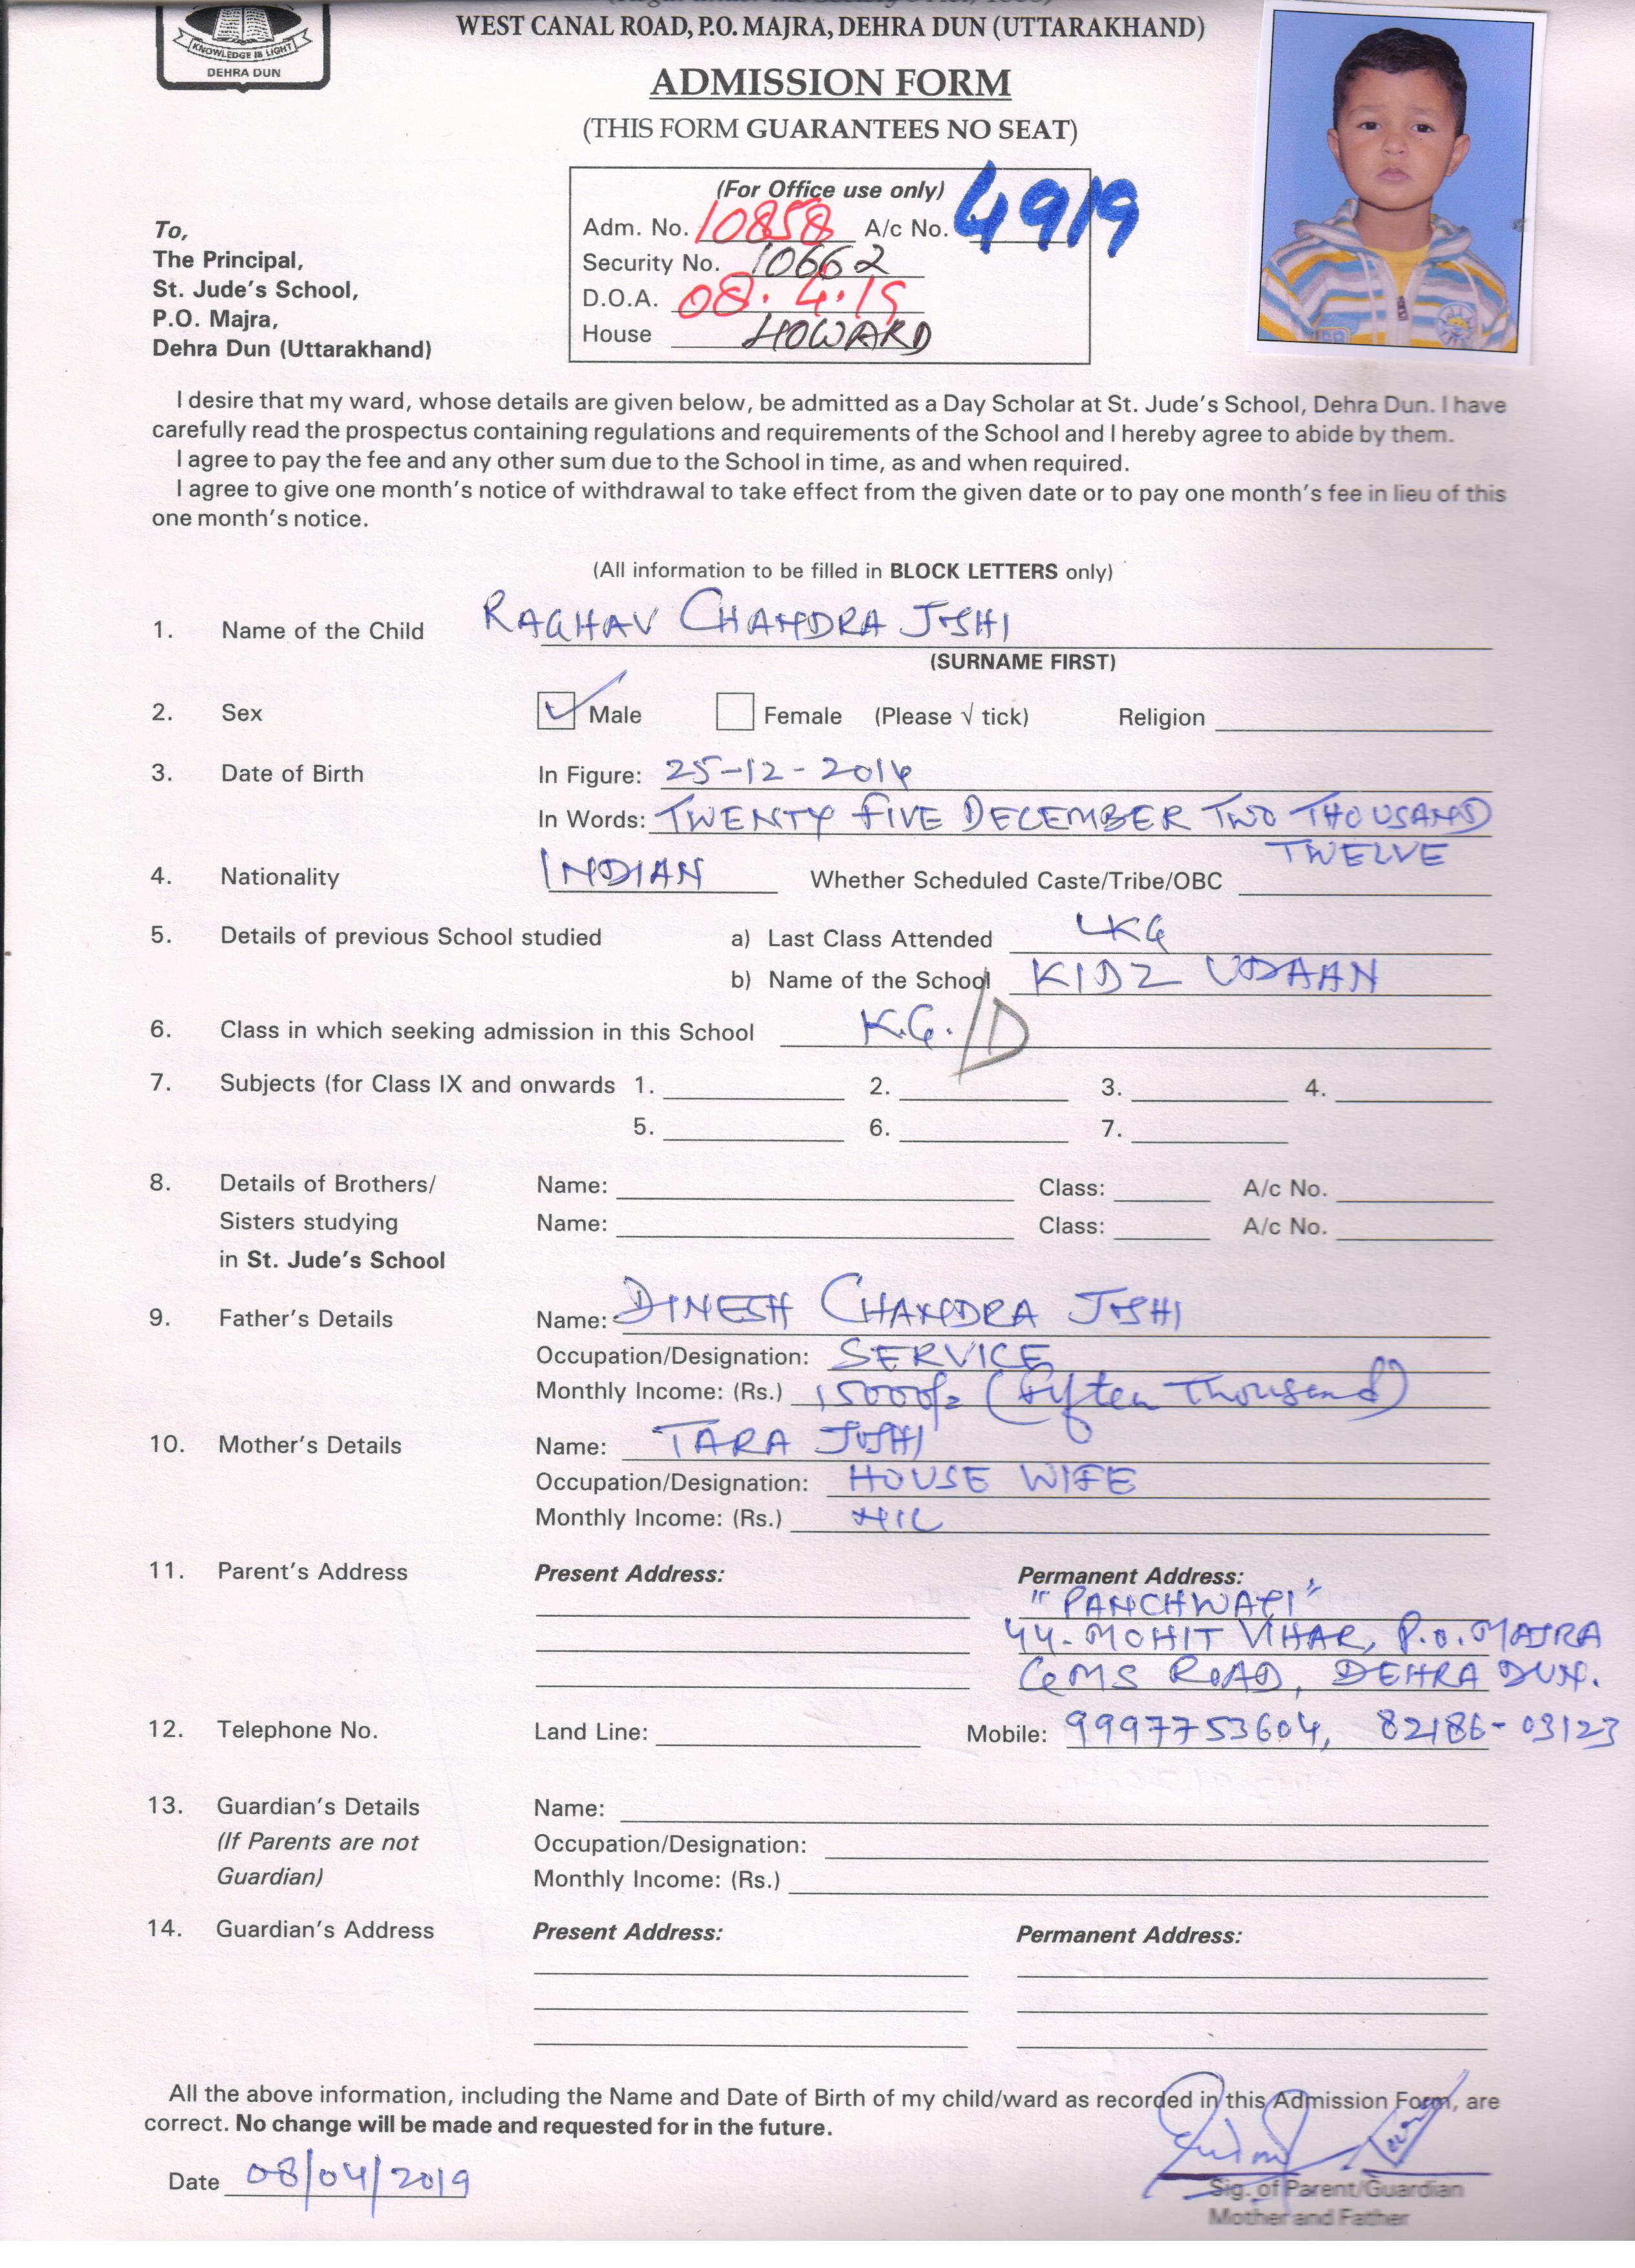 KNOWLEDGE IS LIGHT
DEHRA DUN
WEST CANAL ROAD, P.O. MAJRA, DEHRA DUN (UTTARAKHAND)
ADMISSION FORM
(THIS FORM GUARANTEES NO SEAT)
(For Office use only)
Adm. No. 10858 A/c No. 4919
Security No. 10662
D.O.A. 08.4.19
House HOWARD
To,
The Principal,
St. Jude's School,
P.O. Majra,
Dehra Dun (Uttarakhand)
I desire that my ward, whose details are given below, be admitted as a Day Scholar at St. Jude's School, Dehra Dun. I have
carefully read the prospectus containing regulations and requirements of the School and I hereby agree to abide by them.
I agree to pay the fee and any other sum due to the School in time, as and when required.
I agree to give one month's notice of withdrawal to take effect from the given date or to pay one month's fee in lieu of this
one month's notice.
(All information to be filled in BLOCK LETTERS only)
1. Name of the Child RAGHAV CHANDRA JOSHI
(SURNAME FIRST)
2. Sex ✓ Male Female (Please √ tick) Religion
3. Date of Birth In Figure: 25-12-2014
In Words: TWENTY FIVE DECEMBER TWO THOUSAND
TWELVE
4. Nationality INDIAN Whether Scheduled Caste/Tribe/OBC
5. Details of previous School studied a) Last Class Attended LKG
b) Name of the School KIDZ UDAAN
6. Class in which seeking admission in this School K.G. /D
7. Subjects (for Class IX and onwards 1. 2. 3. 4.
5. 6. 7.
8. Details of Brothers/ Name: Class: A/c No.
Sisters studying Name: Class: A/c No.
in St. Jude's School
9. Father's Details Name: DINESH CHANDRA JOSHI
Occupation/Designation: SERVICE
Monthly Income: (Rs.) 15000/= (fiften Thousand)
10. Mother's Details Name: TARA JOSHI
Occupation/Designation: HOUSE WIFE
Monthly Income: (Rs.) NIL
11. Parent's Address Present Address: Permanent Address:
"PANCHWATI"
44-MOHIT VIHAR, P.O. MAJRA
GMS ROAD, DEHRA DUN.
12. Telephone No. Land Line: Mobile: 9997753604, 82186-03123
13. Guardian's Details Name:
(If Parents are not Occupation/Designation:
Guardian) Monthly Income: (Rs.)
14. Guardian's Address Present Address: Permanent Address:
All the above information, including the Name and Date of Birth of my child/ward as recorded in this Admission Form, are
correct. No change will be made and requested for in the future.
Date 08/04/2019
Sig. of Parent/Guardian
Mother and Father